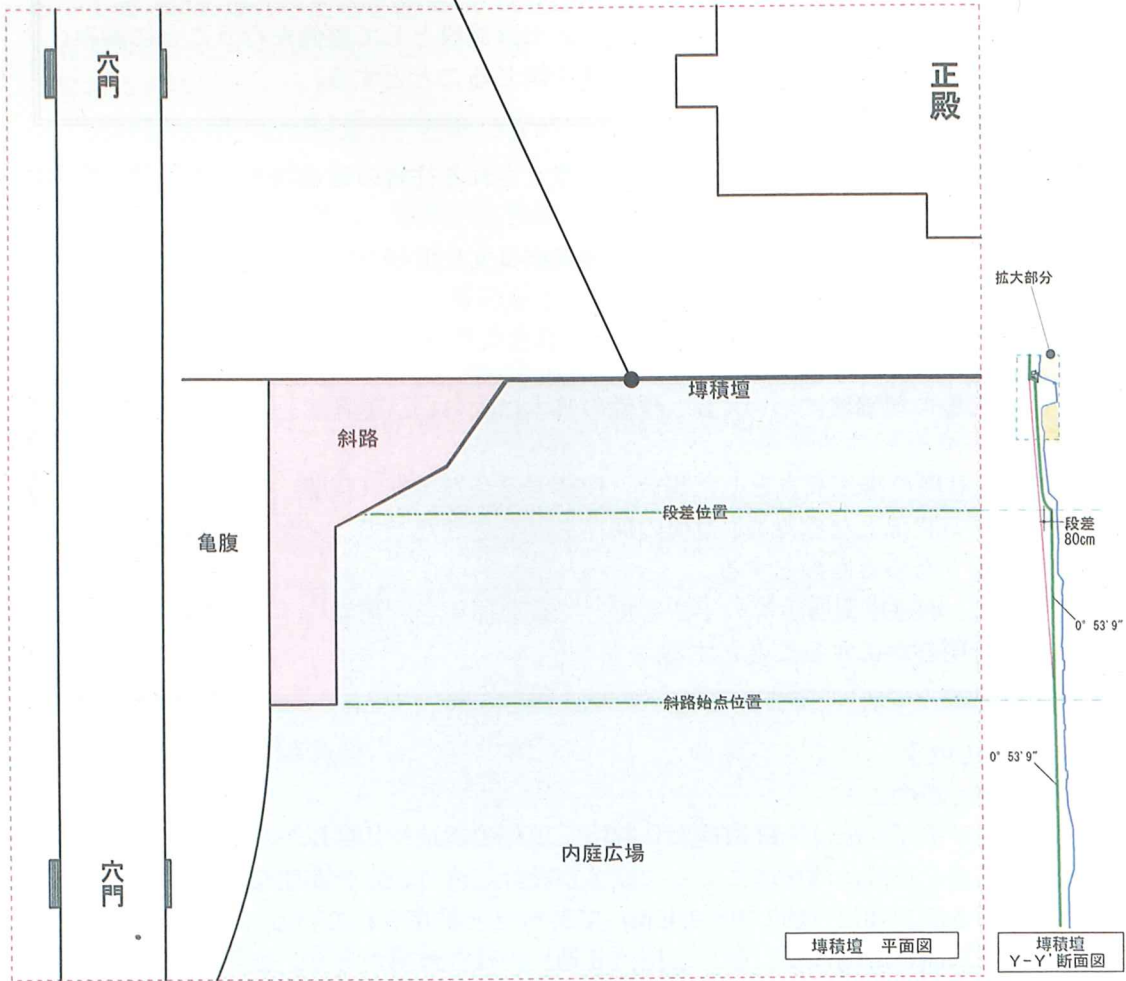 穴門
正殿
拡大部分
塼積壇
斜路
段差位置
段差
80cm
亀腹
0° 53' 9"
斜路始点位置
0° 53' 9"
内庭広場
穴門
塼積壇 平面図
塼積壇
Y-Y' 断面図